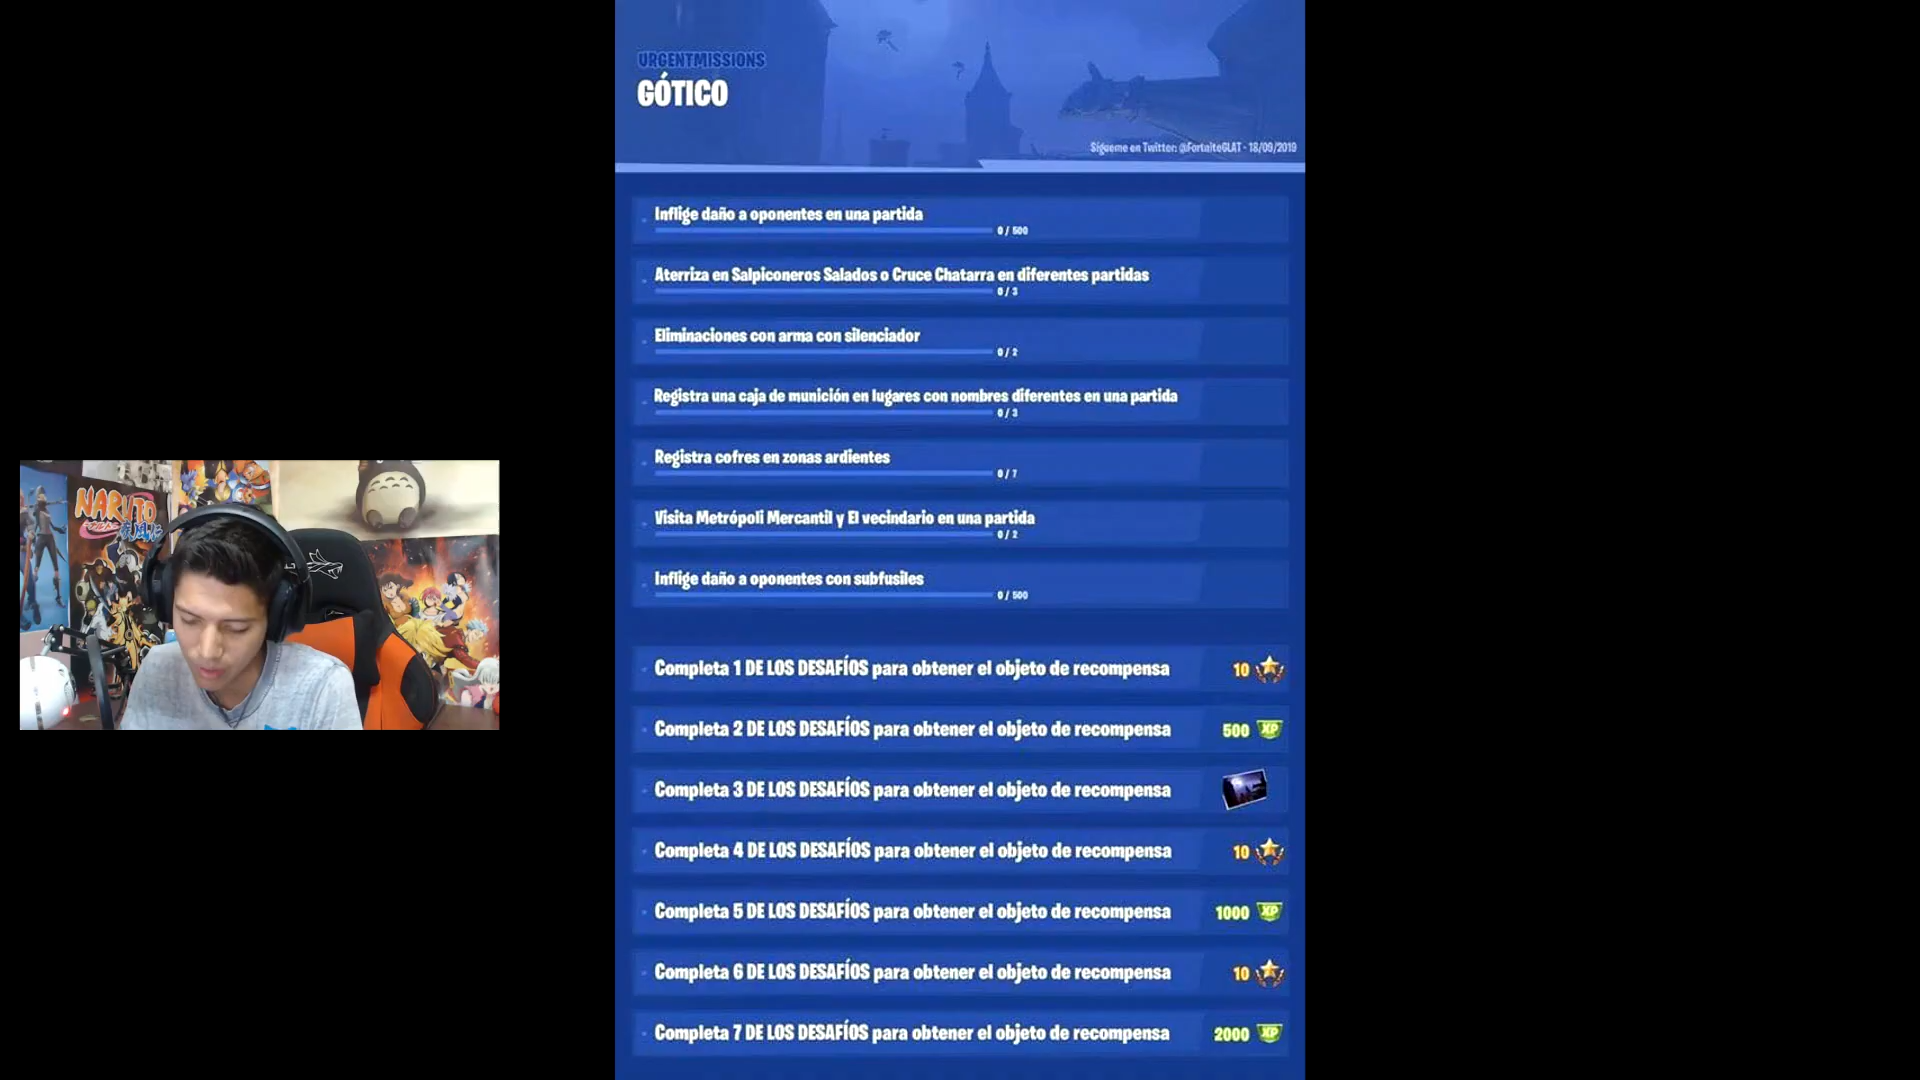 URGENTMISSIONS
GÓTICO
Sígueme en Twitter: @FortniteGLAT - 18/09/2019
Inflige daño a oponentes en una partida
0 / 500
Aterriza en Salpiconeros Salados o Cruce Chatarra en diferentes partidas
0 / 3
Eliminaciones con arma con silenciador
0 / 2
Registra una caja de munición en lugares con nombres diferentes en una partida
0 / 3
Registra cofres en zonas ardientes
0 / 7
Visita Metrópoli Mercantil y El vecindario en una partida
0 / 2
Inflige daño a oponentes con subfusiles
0 / 500
Completa 1 DE LOS DESAFÍOS para obtener el objeto de recompensa 10
Completa 2 DE LOS DESAFÍOS para obtener el objeto de recompensa 500 XP
Completa 3 DE LOS DESAFÍOS para obtener el objeto de recompensa
Completa 4 DE LOS DESAFÍOS para obtener el objeto de recompensa 10
Completa 5 DE LOS DESAFÍOS para obtener el objeto de recompensa 1000 XP
Completa 6 DE LOS DESAFÍOS para obtener el objeto de recompensa 10
Completa 7 DE LOS DESAFÍOS para obtener el objeto de recompensa 2000 XP
NARUTO